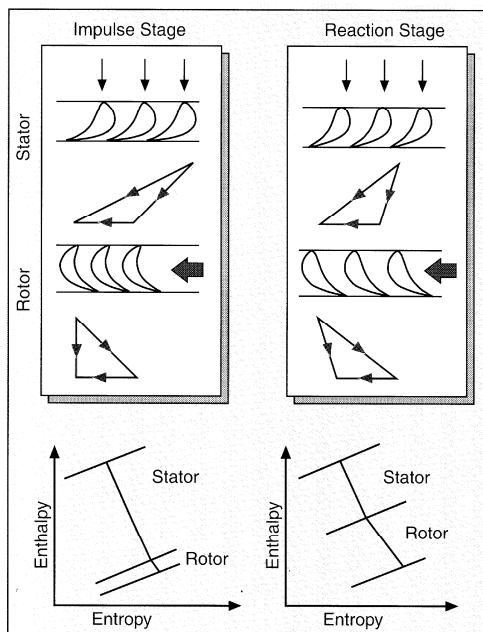 Impulse Stage
Reaction Stage
Stator
Rotor
Enthalpy
Stator
Rotor
Entropy
Enthalpy
Stator
Rotor
Entropy